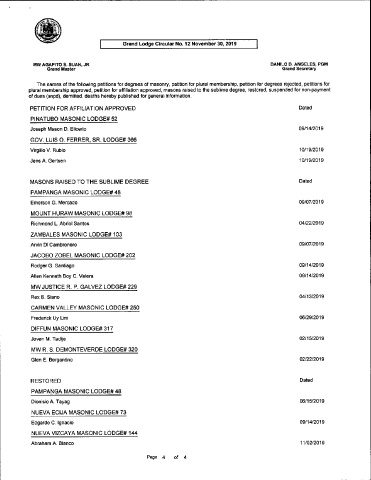 Grand Lodge Circular No. 12 November 30, 2019
MW AGAPITO S. SUAN, JR
Grand Master
DANILO D. ANGELES, PGM
Grand Secretary
The names of the following petitions for degrees of masonry, petition for plural membership, petition for degrees rejected, petitions for
plural membership approved, petition for affiliation approved, masons raised to the sublime degree, restored, suspended for non-payment
of dues (snpd), demitted, deaths hereby published for general information.
PETITION FOR AFFILIATION APPROVED Dated
PINATUBO MASONIC LODGE# 52
Joseph Mason D. 09/14/2019
GOV. LUIS O. FERRER, SR. LODGE# 366
Virgilio V. Rubio 10/19/2019
Jens A. Gerlsen 10/19/2019
MASONS RAISED TO THE SUBLIME DEGREE Dated
PAMPANGA MASONIC LODGE# 48
Emerson G. Mercado 09/07/2019
MOUNT HURAW MASONIC LODGE# 98
Richmond L. Abriol Santos 04/22/2019
ZAMBALES MASONIC LODGE# 103
Arvin Di Cambronero 09/07/2019
JACOBO ZOBEL MASONIC LODGE# 202
Rodger G. Santiago 09/14/2019
Allen Kenneth Boy C. Valera 09/14/2019
MW JUSTICE R. P. GALVEZ LODGE# 229
Rex B. Siano 04/13/2019
CARMEN VALLEY MASONIC LODGE# 250
Frederick Uy Lim 06/29/2019
DIFFUN MASONIC LODGE# 317
Joven M. Tadije 02/15/2019
MW R. S. DEMONTEVERDE LODGE# 320
Glen E. Bergantino 02/22/2019
RESTORED Dated
PAMPANGA MASONIC LODGE# 48
Dionisio A. Tayag 06/15/2019
NUEVA ECIJA MASONIC LODGE# 73
Edgardo C. Ignacio 09/14/2019
NUEVA VIZCAYA MASONIC LODGE# 144
Abraham A. Blanco 11/02/2019
Page 4 of 4